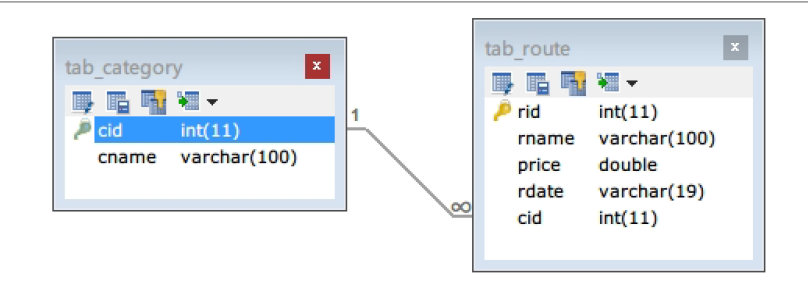 tab_category
x
cid int(11)
cname varchar(100)
1
∞
tab_route
x
rid int(11)
rname varchar(100)
price double
rdate varchar(19)
cid int(11)